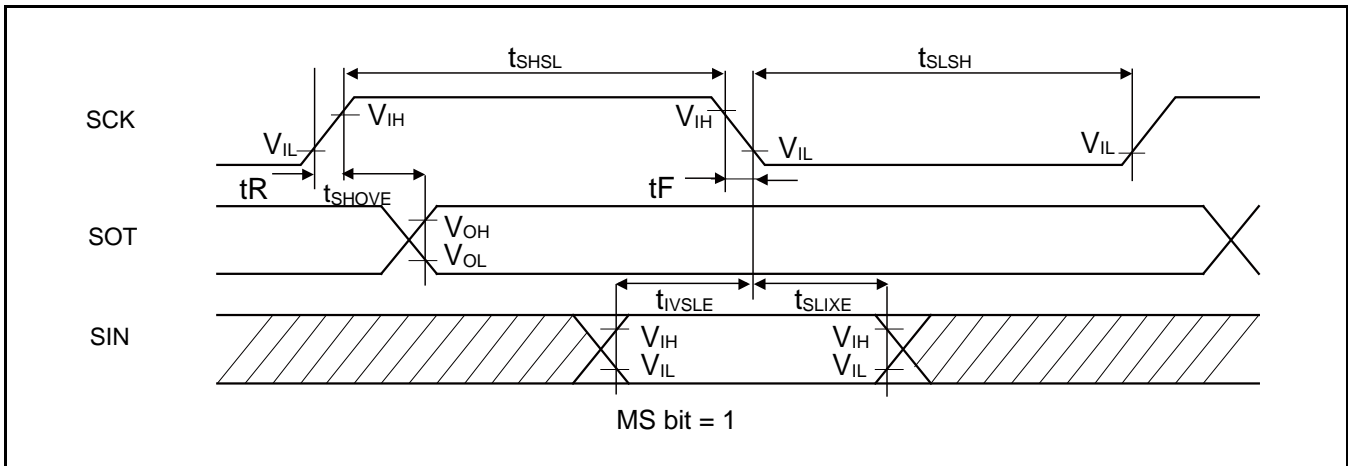 tSHSL tSLSH
SCK VIH VIH
VIL VIL VIL
tR tSHOVE tF
SOT VOH
VOL
tIVSLE tSLIXE
SIN VIH VIH
VIL VIL
MS bit = 1